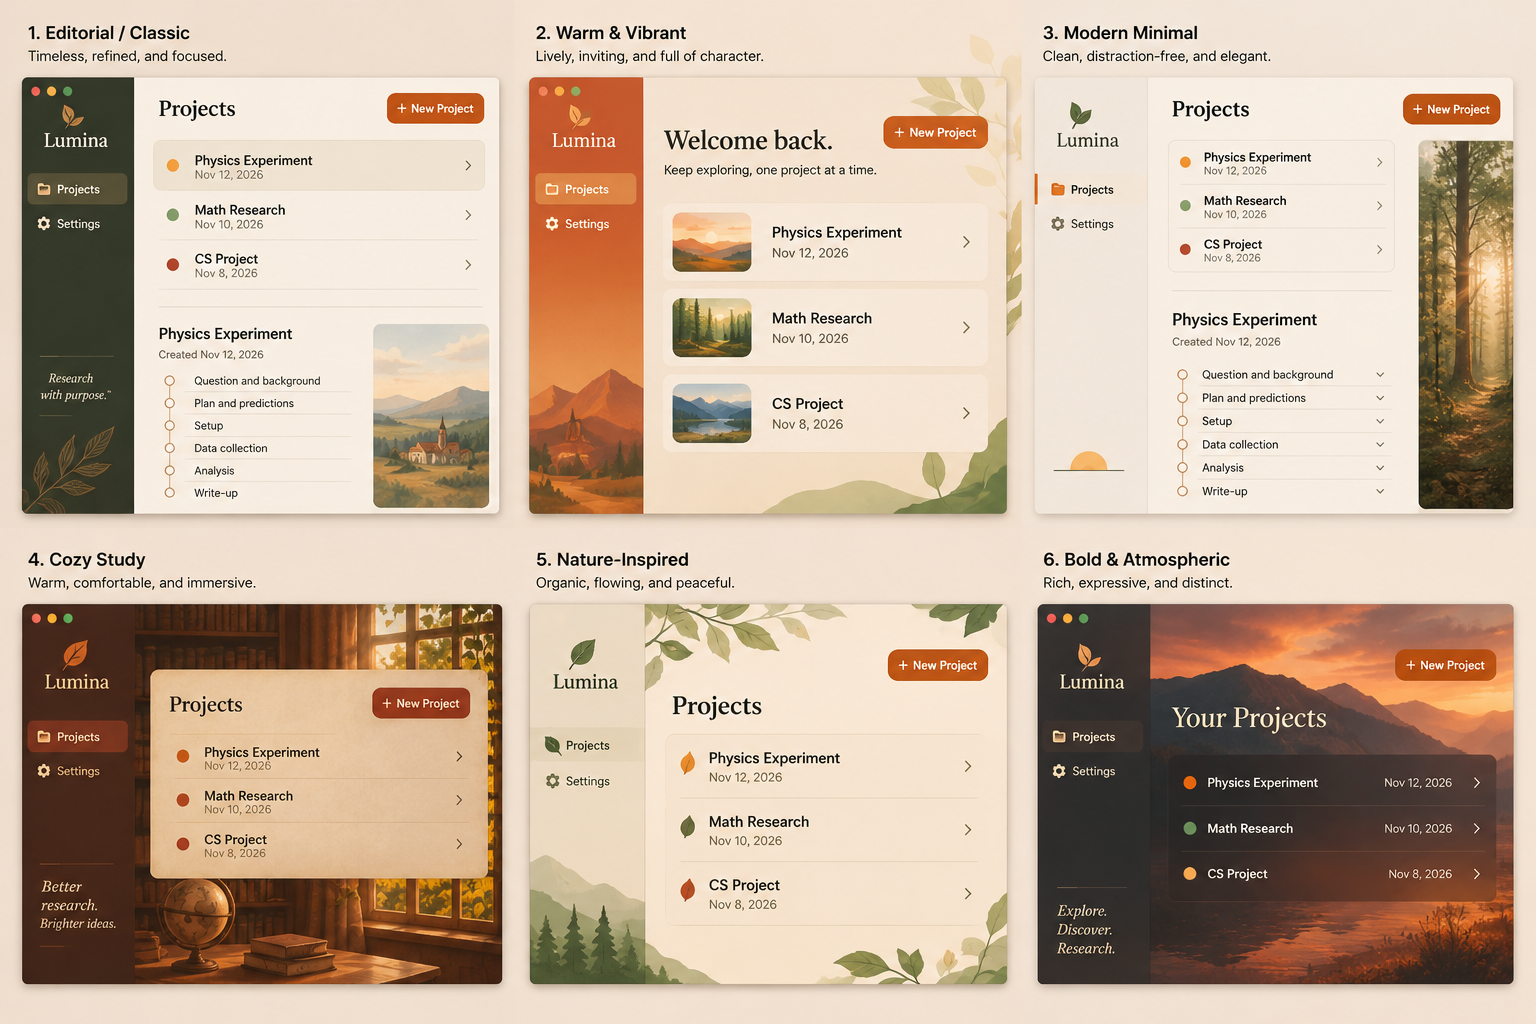 1. Editorial / Classic
Timeless, refined, and focused.
Lumina
Projects
Settings
Research
with purpose.~
Projects
+ New Project
Physics Experiment
Nov 12, 2026
Math Research
Nov 10, 2026
CS Project
Nov 8, 2026
Physics Experiment
Created Nov 12, 2026
Question and background
Plan and predictions
Setup
Data collection
Analysis
Write-up
2. Warm & Vibrant
Lively, inviting, and full of character.
Lumina
Projects
Settings
Welcome back.
+ New Project
Keep exploring, one project at a time.
Physics Experiment
Nov 12, 2026
Math Research
Nov 10, 2026
CS Project
Nov 8, 2026
3. Modern Minimal
Clean, distraction-free, and elegant.
Lumina
Projects
Settings
Projects
+ New Project
Physics Experiment
Nov 12, 2026
Math Research
Nov 10, 2026
CS Project
Nov 8, 2026
Physics Experiment
Created Nov 12, 2026
Question and background
Plan and predictions
Setup
Data collection
Analysis
Write-up
4. Cozy Study
Warm, comfortable, and immersive.
Lumina
Projects
Settings
Better
research.
Brighter ideas.
Projects
+ New Project
Physics Experiment
Nov 12, 2026
Math Research
Nov 10, 2026
CS Project
Nov 8, 2026
5. Nature-Inspired
Organic, flowing, and peaceful.
Lumina
Projects
Settings
+ New Project
Projects
Physics Experiment
Nov 12, 2026
Math Research
Nov 10, 2026
CS Project
Nov 8, 2026
6. Bold & Atmospheric
Rich, expressive, and distinct.
Lumina
Projects
Settings
Explore.
Discover.
Research.
+ New Project
Your Projects
Physics Experiment Nov 12, 2026
Math Research Nov 10, 2026
CS Project Nov 8, 2026